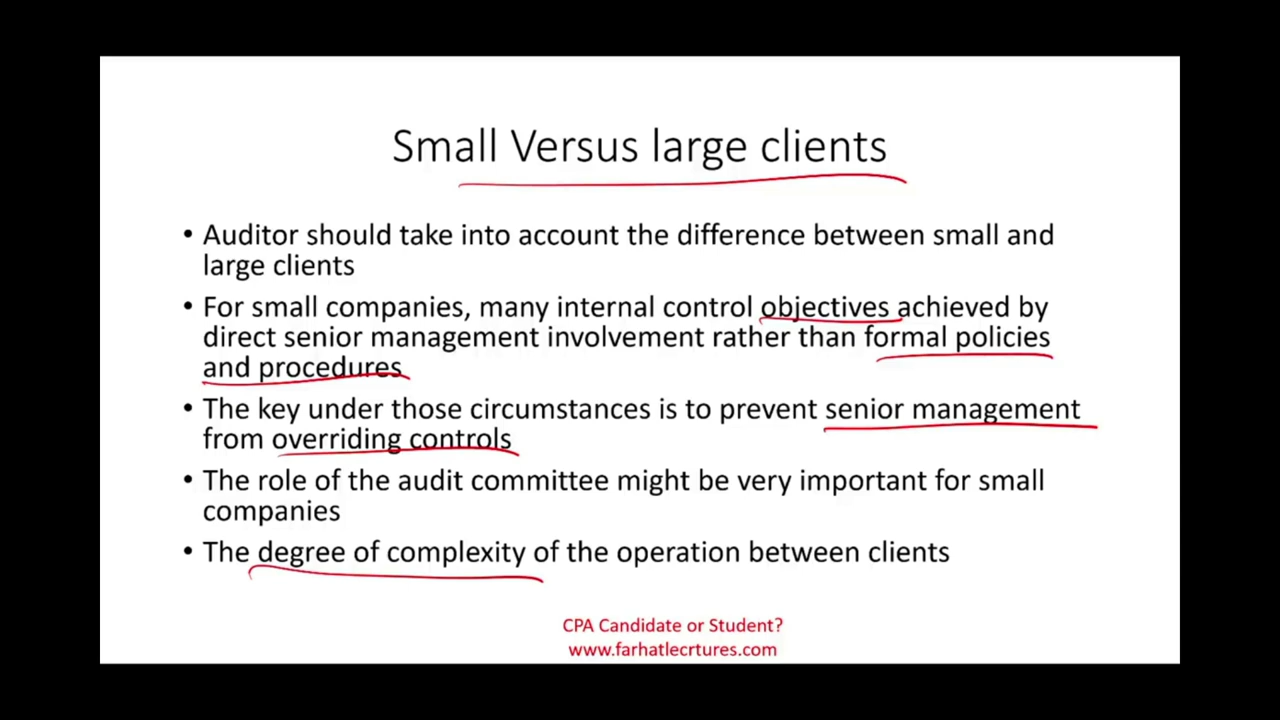 Small Versus large clients
• Auditor should take into account the difference between small and
large clients
• For small companies, many internal control objectives achieved by
direct senior management involvement rather than formal policies
and procedures
• The key under those circumstances is to prevent senior management
from overriding controls
• The role of the audit committee might be very important for small
companies
• The degree of complexity of the operation between clients
CPA Candidate or Student?
www.farhatlecrtures.com